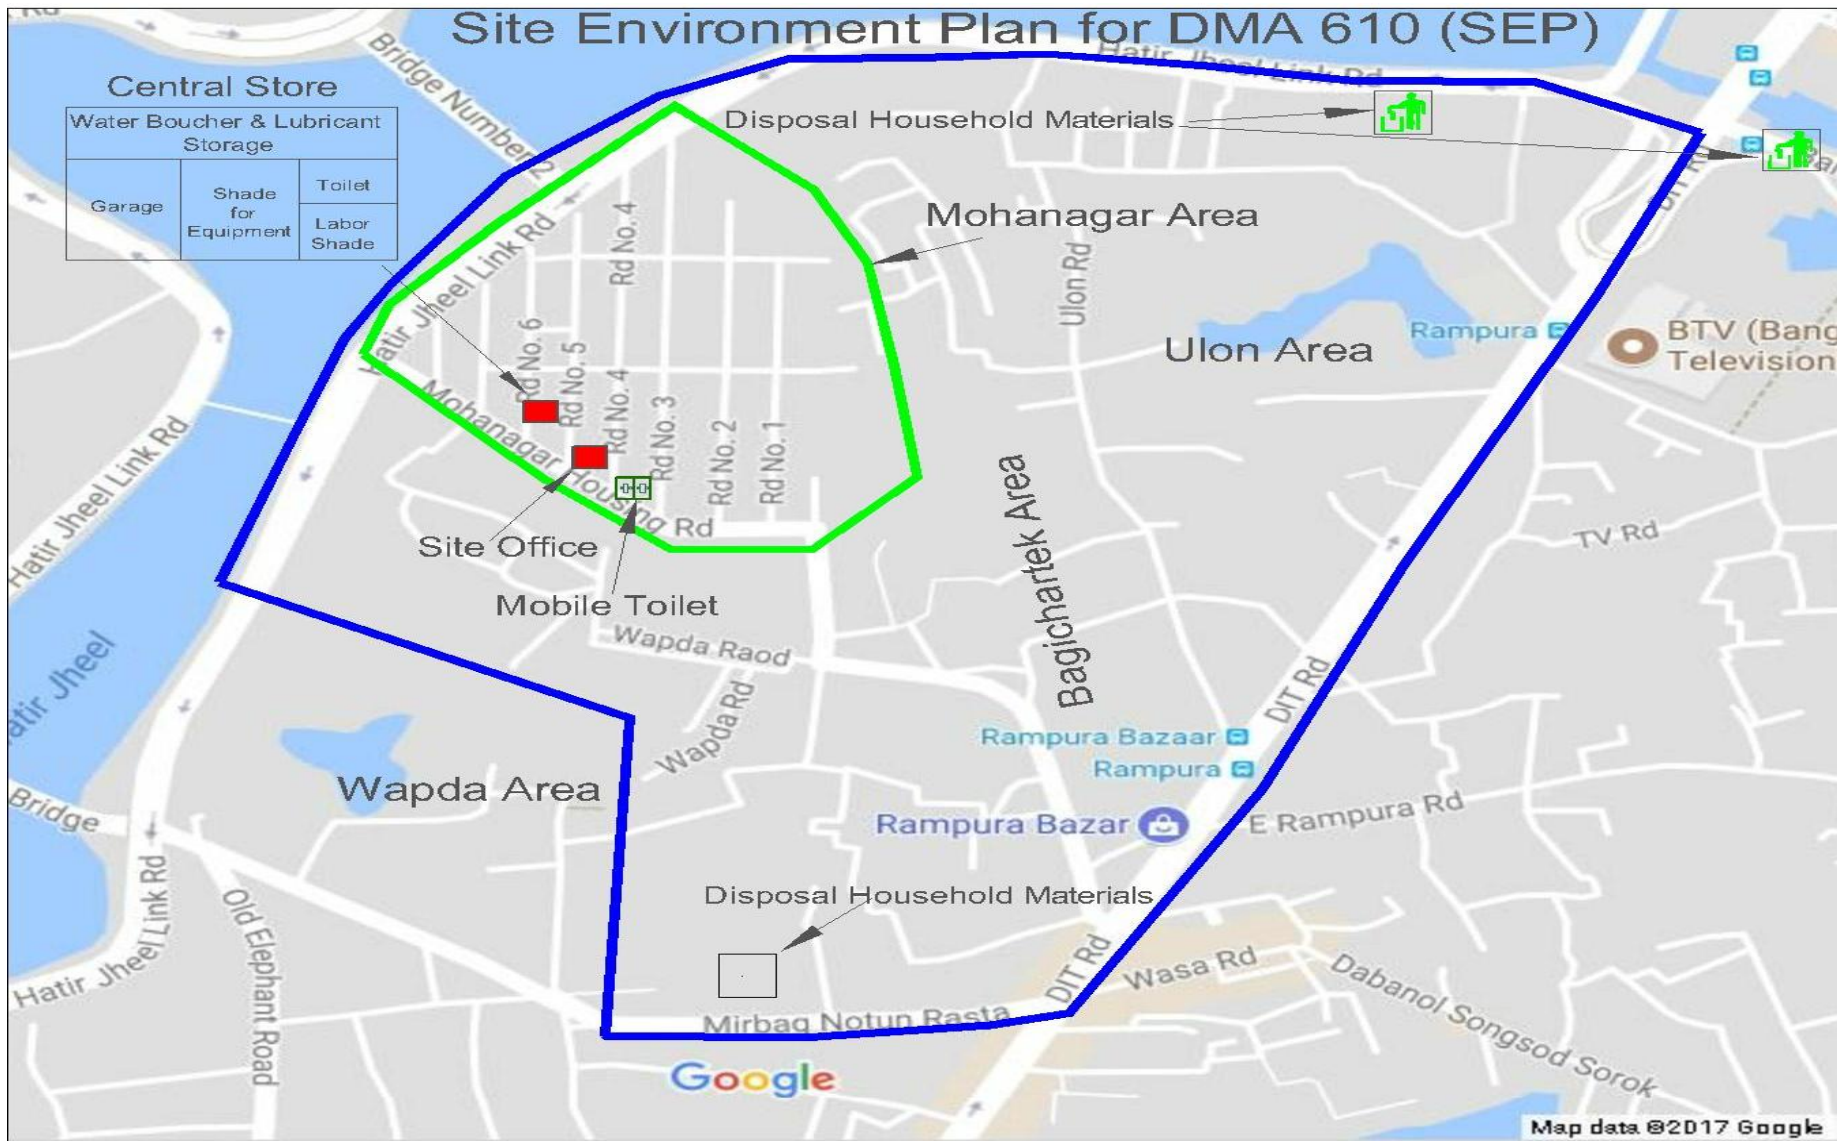 Site Environment Plan for DMA 610 (SEP)
Hatir Jheel Link Rd
Bridge Number 2
Central Store
Water Boucher & Lubricant
Storage
Garage
Shade
for
Equipment
Toilet
Labor
Shade
Disposal Household Materials
DIT Rd
Mohanagar Area
Hatir Jheel Link Rd
Rd No. 4
Ulon Rd
Ulon Area
Rampura
BTV (Bang
Television
Rd No. 6
Rd No. 5
Rd No. 4
Rd No. 3
Rd No. 2
Rd No. 1
Mohanagar Housing Rd
Hatir Jheel Link Rd
Site Office
Mobile Toilet
Bagichartek Area
TV Rd
Wapda Raod
Wapda Rd
atir Jheel
DIT Rd
Rampura Bazaar
Rampura
Wapda Area
Rampura Bazar
E Rampura Rd
Bridge
Hatir Jheel Link Rd
Old Elephant Road
Disposal Household Materials
DIT Rd
Wasa Rd
Dabanol Songsod Sorok
Mirbag Notun Rasta
Google
Map data ©2017 Google